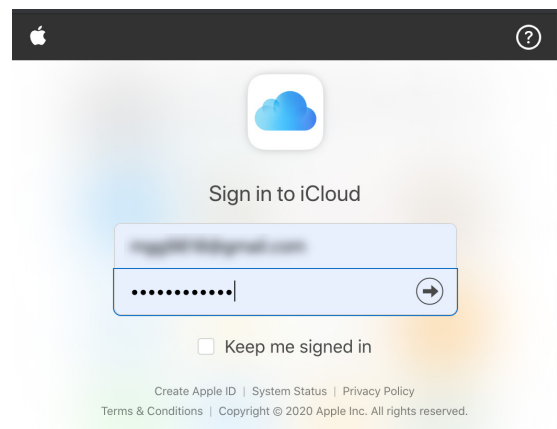 Sign in to iCloud
Keep me signed in
Create Apple ID | System Status | Privacy Policy
Terms & Conditions | Copyright © 2020 Apple Inc. All rights reserved.